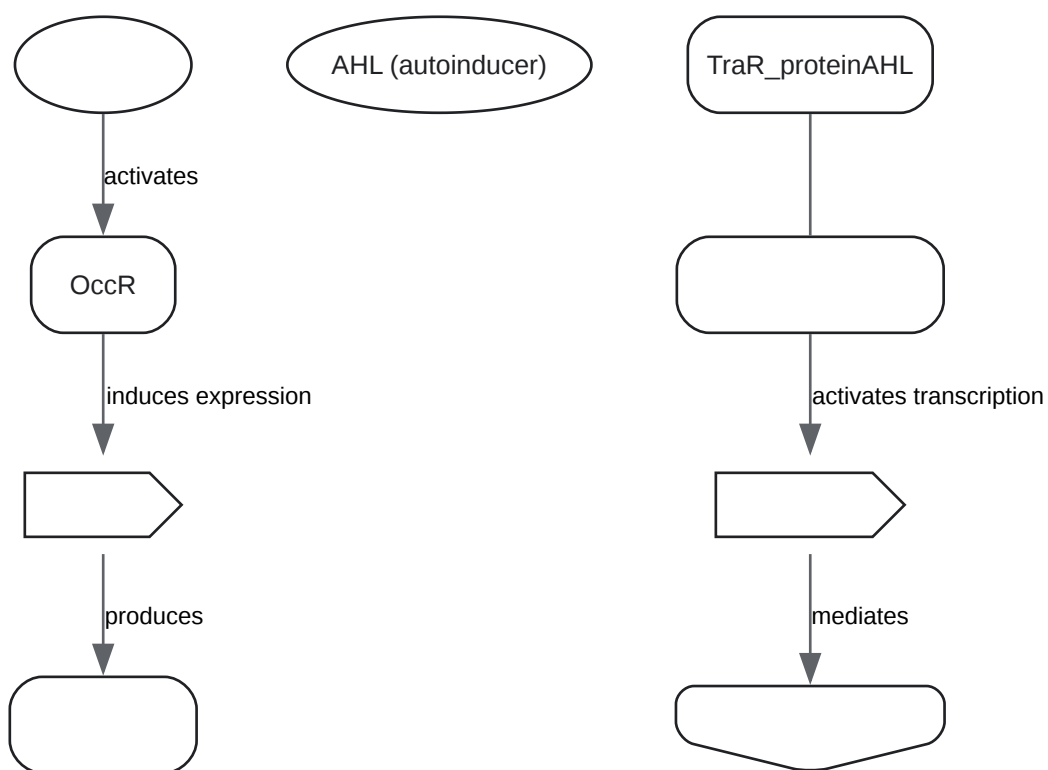 AHL (autoinducer)
TraR_proteinAHL
activates
OccR
induces expression
activates transcription
produces
mediates